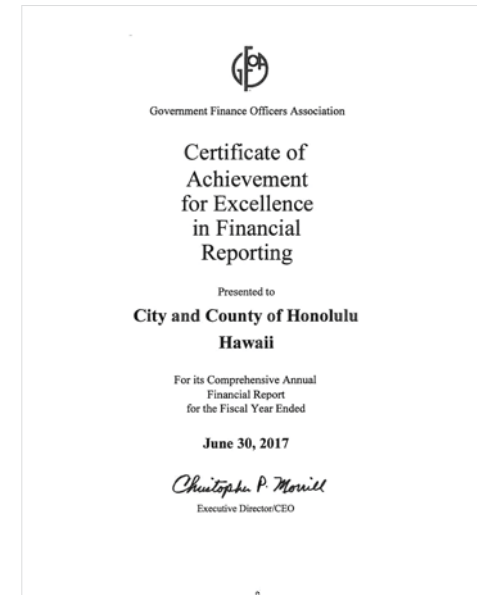 GFOA
Government Finance Officers Association
Certificate of
Achievement
for Excellence
in Financial
Reporting
Presented to
City and County of Honolulu
Hawaii
For its Comprehensive Annual
Financial Report
for the Fiscal Year Ended
June 30, 2017
Christopher P. Morrill
Executive Director/CEO